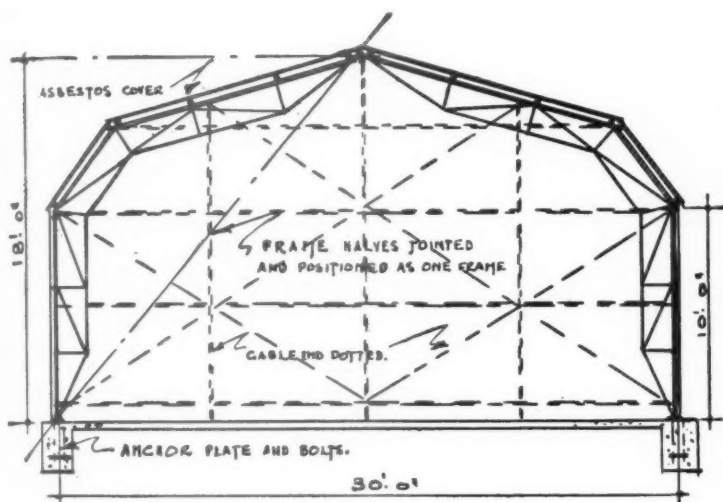 ASBESTOS COVER
18'. 0"
FRAME HALVES JOINTED
AND POSITIONED AS ONE FRAME
10'. 0"
GABLE END DOTTED.
ANCHOR PLATE AND BOLTS.
30'. 0"